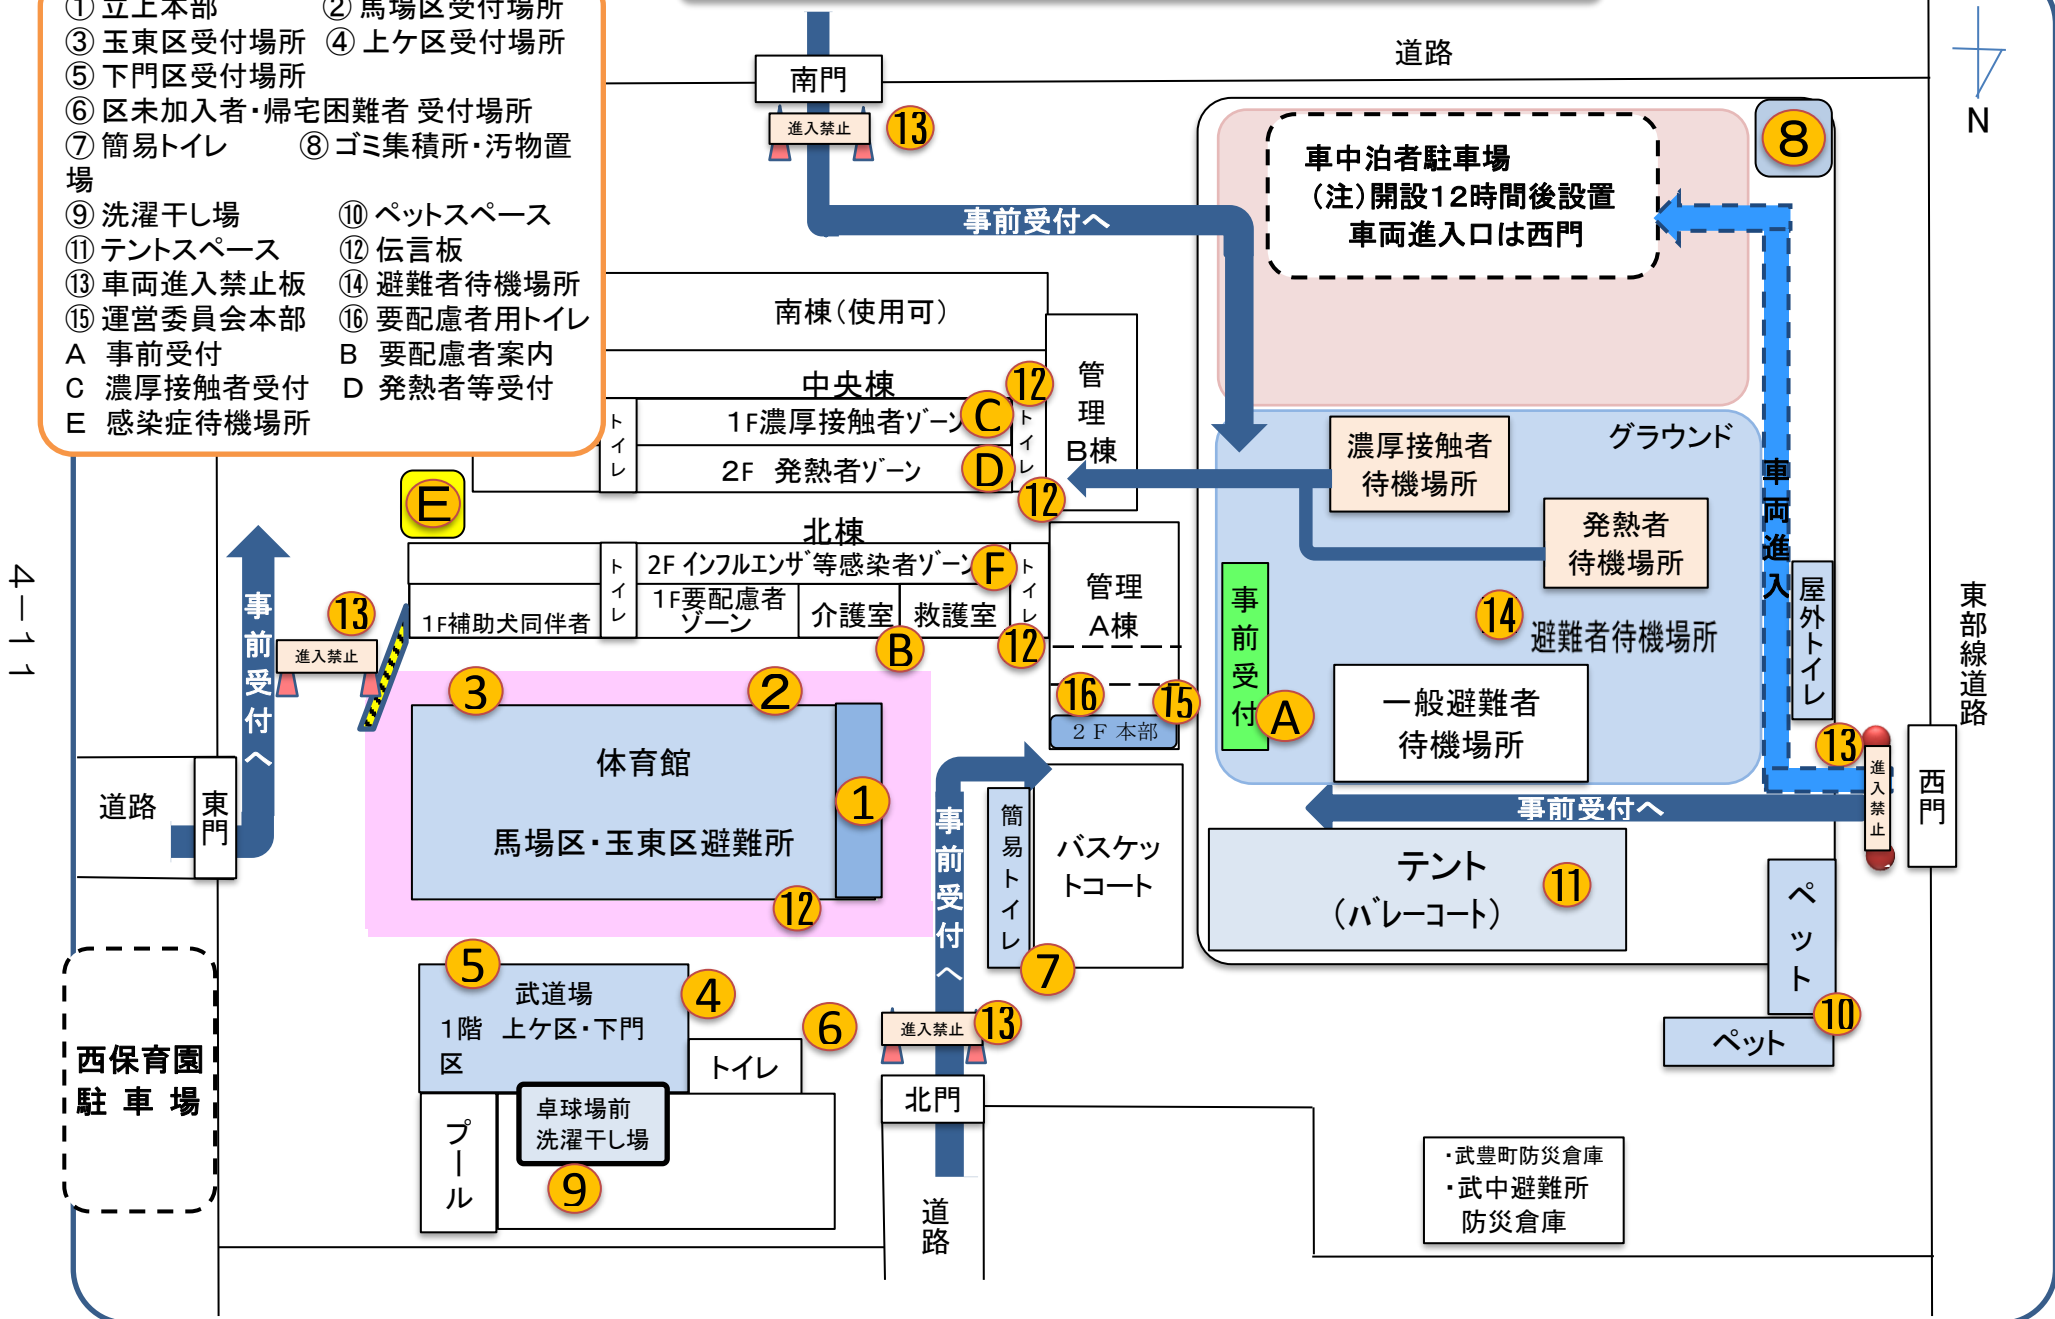 ① 立上本部 ② 馬場区受付場所
③ 玉東区受付場所 ④ 上ケ区受付場所
⑤ 下門区受付場所
⑥ 区未加入者・帰宅困難者 受付場所
⑦ 簡易トイレ ⑧ ゴミ集積所・汚物置
場
⑨ 洗濯干し場 ⑩ ペットスペース
⑪ テントスペース ⑫ 伝言板
⑬ 車両進入禁止板 ⑭ 避難者待機場所
⑮ 運営委員会本部 ⑯ 要配慮者用トイレ
A 事前受付 B 要配慮者案内
C 濃厚接触者受付 D 発熱者等受付
E 感染症待機場所
道路
南門
進入禁止
13
8
N
車中泊者駐車場
（注）開設12時間後設置
車両進入口は西門
事前受付へ
南棟（使用可）
中央棟
12
管理B棟
トイレ
1F濃厚接触者ゾーン
C
トイレ
2F 発熱者ゾーン
D
12
E
グラウンド
濃厚接触者
待機場所
発熱者
待機場所
車両進入
北棟
トイレ
2F インフルエンザ等感染者ゾーン
F
トイレ
1F補助犬同伴者
1F要配慮者
ゾーン
介護室
救護室
B
12
管理
A棟
16
15
2F 本部
事前受付
A
14
避難者待機場所
一般避難者
待機場所
屋外トイレ
東部線道路
4－11
事前受付へ
13
進入禁止
3
2
体育館
馬場区・玉東区避難所
1
12
道路
東門
事前受付へ
簡易トイレ
7
バスケッ
トコート
13
進入禁止
西門
事前受付へ
テント
（バレーコート）
11
ペット
10
ペット
5
武道場
1階 上ケ区・下門
区
4
6
トイレ
進入禁止
13
北門
道路
西保育園
駐車場
プール
卓球場前
洗濯干し場
9
・武豊町防災倉庫
・武中避難所
防災倉庫